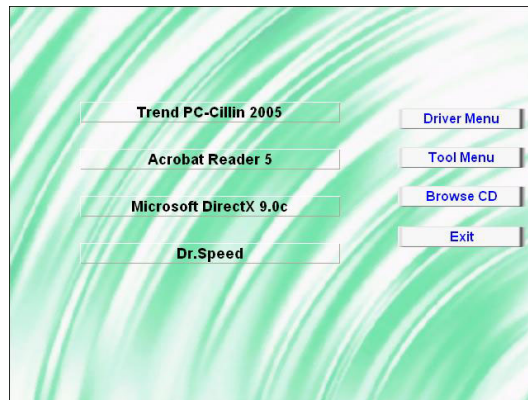 Trend PC-Cillin 2005
Acrobat Reader 5
Microsoft DirectX 9.0c
Dr.Speed
Driver Menu
Tool Menu
Browse CD
Exit